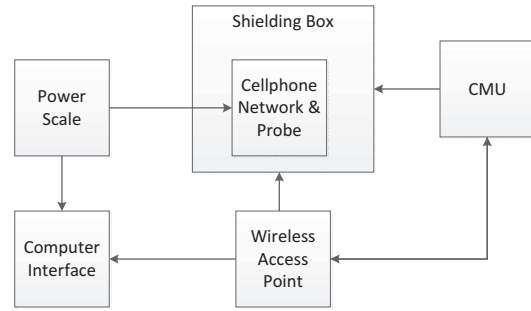 Shielding Box
Power
Scale
Cellphone
Network &
Probe
CMU
Computer
Interface
Wireless
Access
Point